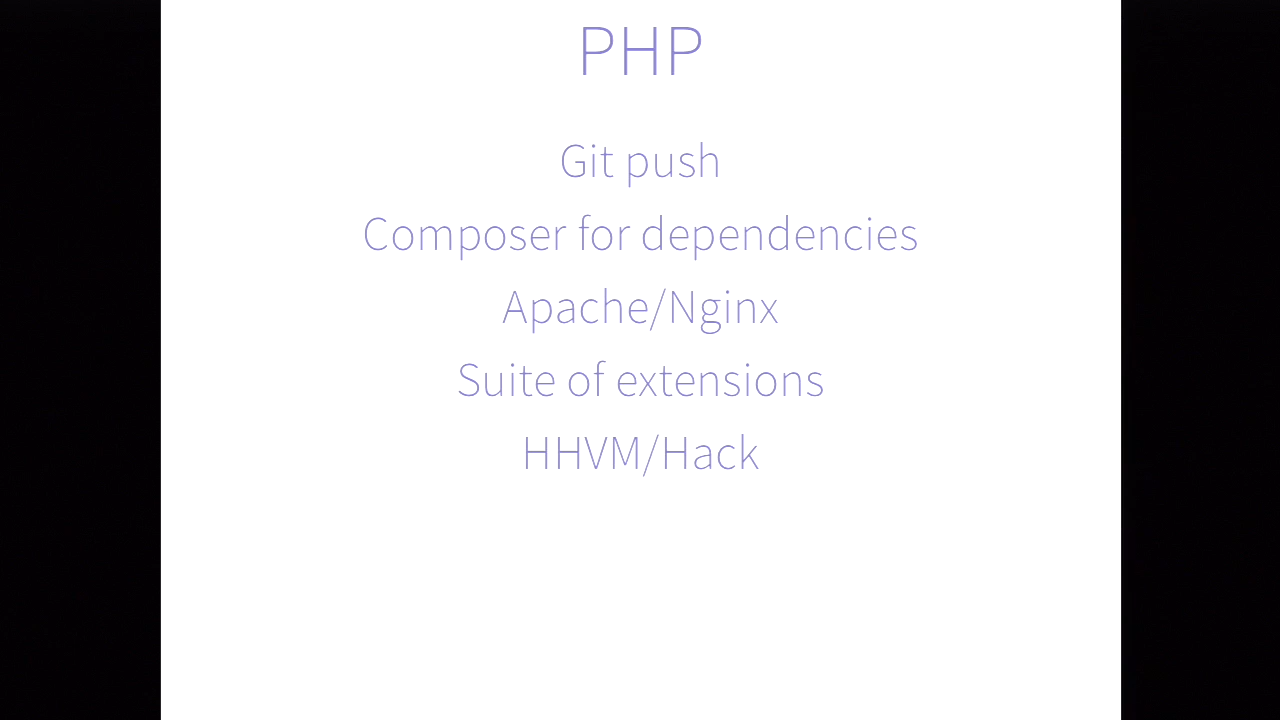 PHP
Git push
Composer for dependencies
Apache/Nginx
Suite of extensions
HHVM/Hack